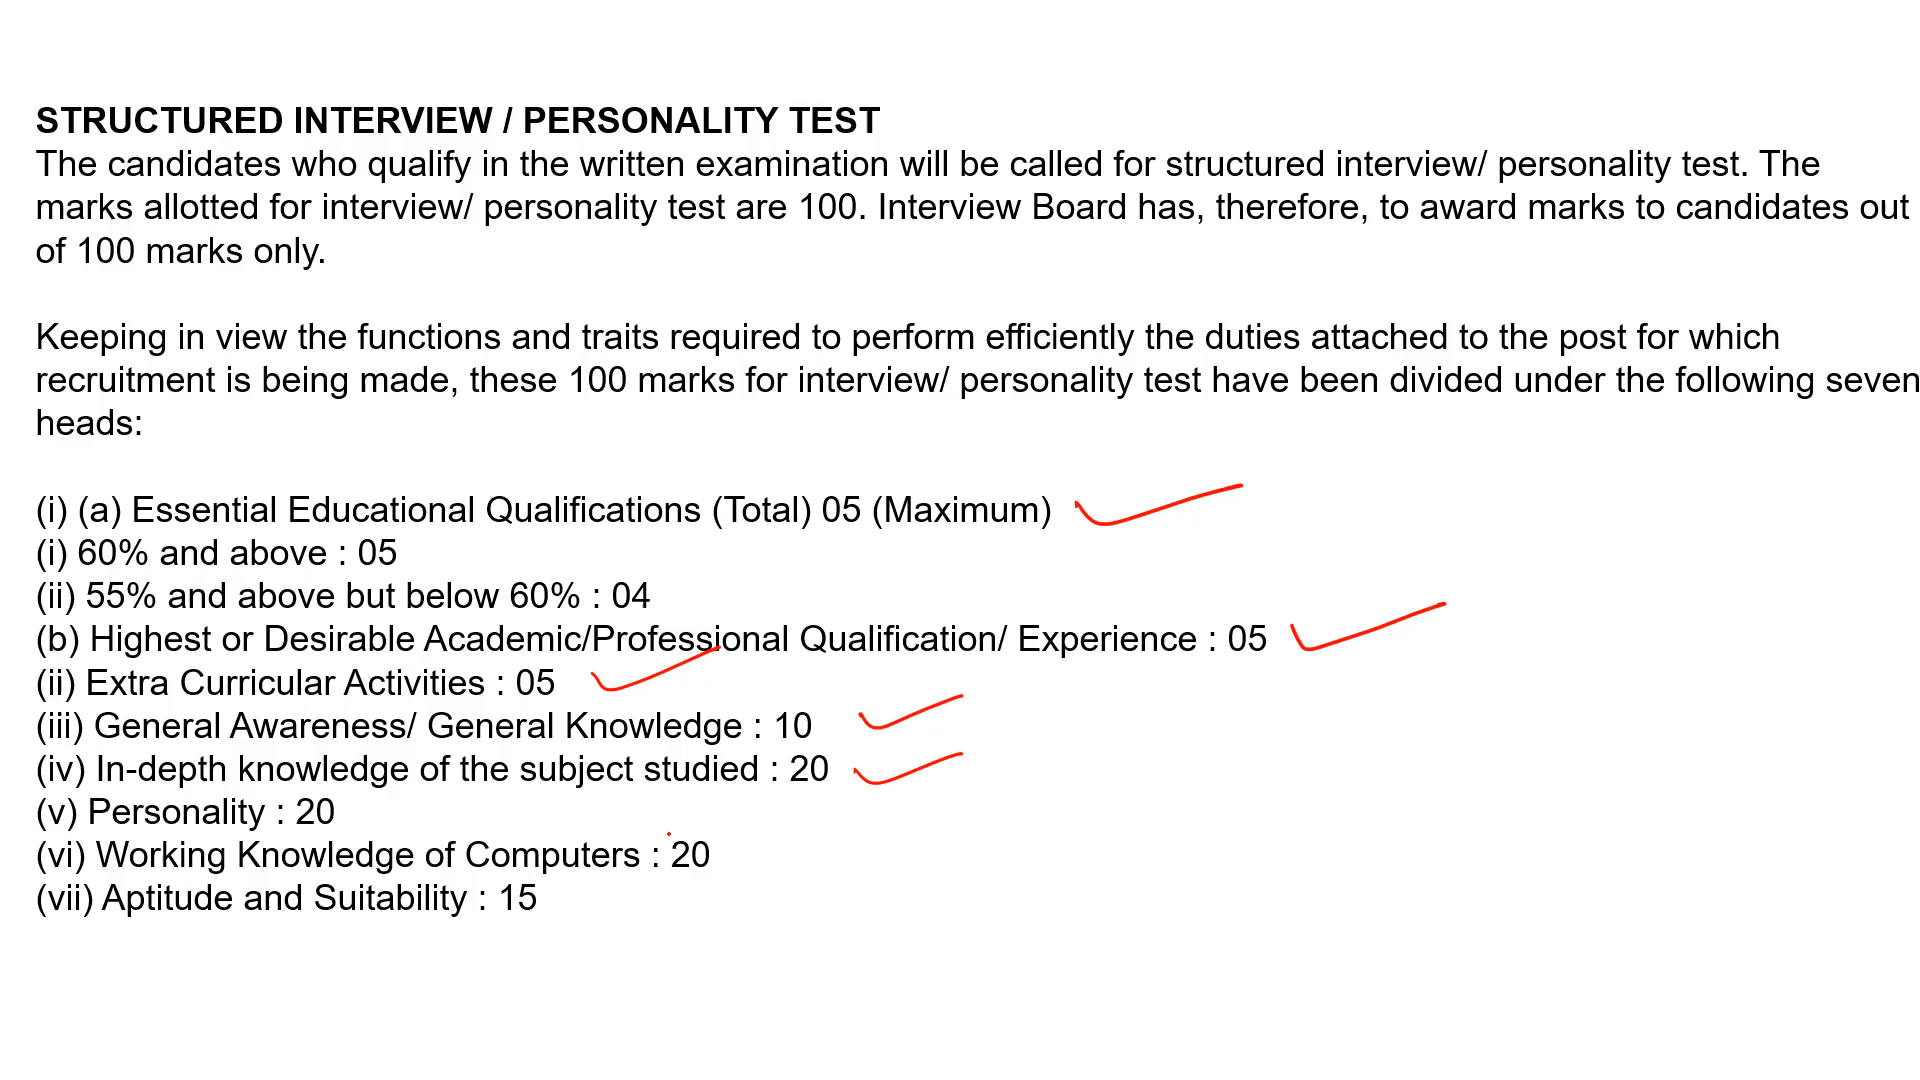 STRUCTURED INTERVIEW / PERSONALITY TEST
The candidates who qualify in the written examination will be called for structured interview/ personality test. The
marks allotted for interview/ personality test are 100. Interview Board has, therefore, to award marks to candidates out
of 100 marks only.
Keeping in view the functions and traits required to perform efficiently the duties attached to the post for which
recruitment is being made, these 100 marks for interview/ personality test have been divided under the following seven
heads:
(i) (a) Essential Educational Qualifications (Total) 05 (Maximum)
(i) 60% and above : 05
(ii) 55% and above but below 60% : 04
(b) Highest or Desirable Academic/Professional Qualification/ Experience : 05
(ii) Extra Curricular Activities : 05
(iii) General Awareness/ General Knowledge : 10
(iv) In-depth knowledge of the subject studied : 20
(v) Personality : 20
(vi) Working Knowledge of Computers : 20
(vii) Aptitude and Suitability : 15